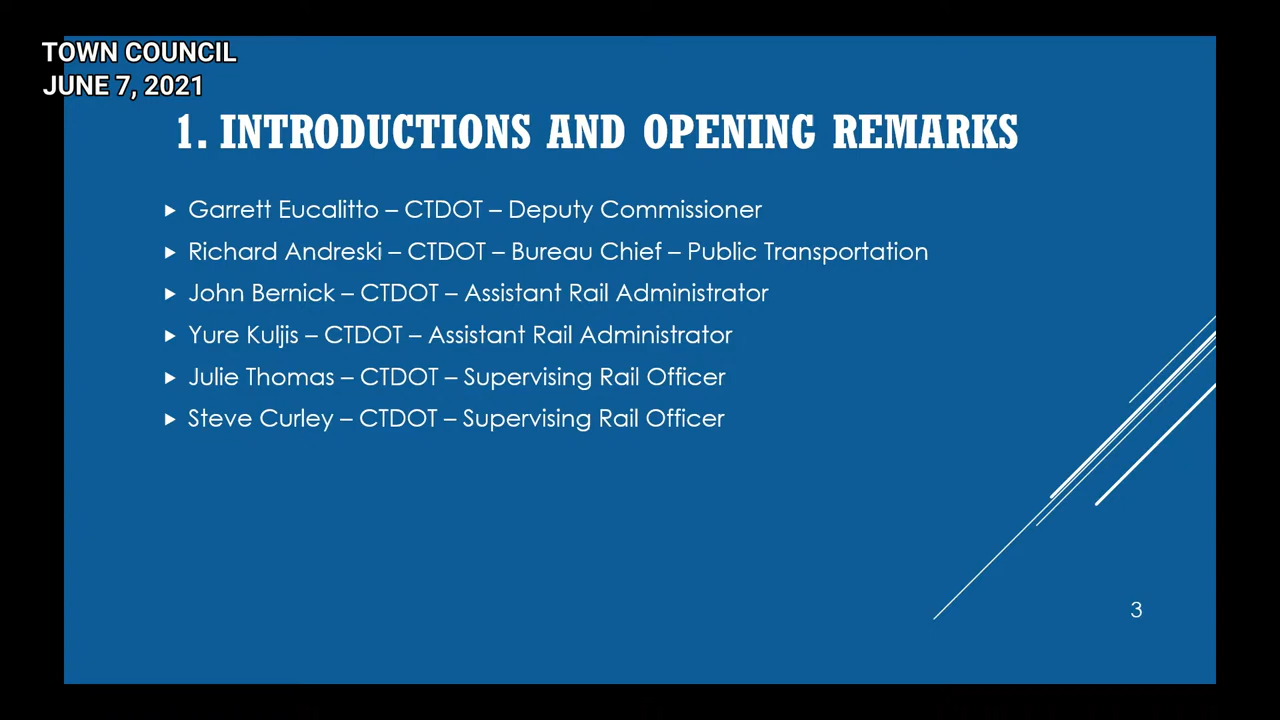 TOWN COUNCIL
JUNE 7, 2021
1. INTRODUCTIONS AND OPENING REMARKS
Garrett Eucalitto – CTDOT – Deputy Commissioner
Richard Andreski – CTDOT – Bureau Chief – Public Transportation
John Bernick – CTDOT – Assistant Rail Administrator
Yure Kuljis – CTDOT – Assistant Rail Administrator
Julie Thomas – CTDOT – Supervising Rail Officer
Steve Curley – CTDOT – Supervising Rail Officer
3